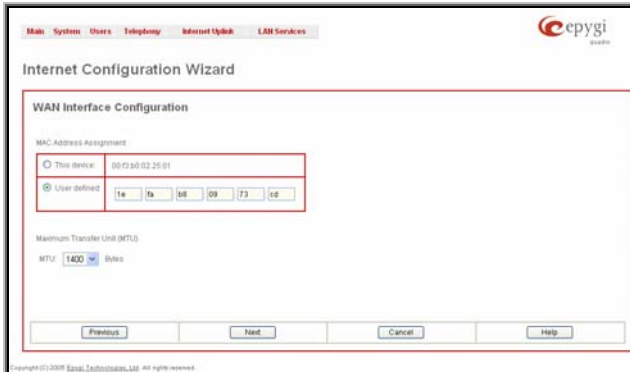 Main System Users Telephony Internet Uplink LAN Services
epygi
quadro
Internet Configuration Wizard
WAN Interface Configuration
MAC Address Assignment
This device: 00:f3:b0:02:25:01
User defined 1e fa b8 09 73 cd
Maximum Transfer Unit (MTU)
MTU: 1400 Bytes
Previous Next Cancel Help
Copyright (C) 2005 Epygi Technologies, Ltd. All rights reserved.